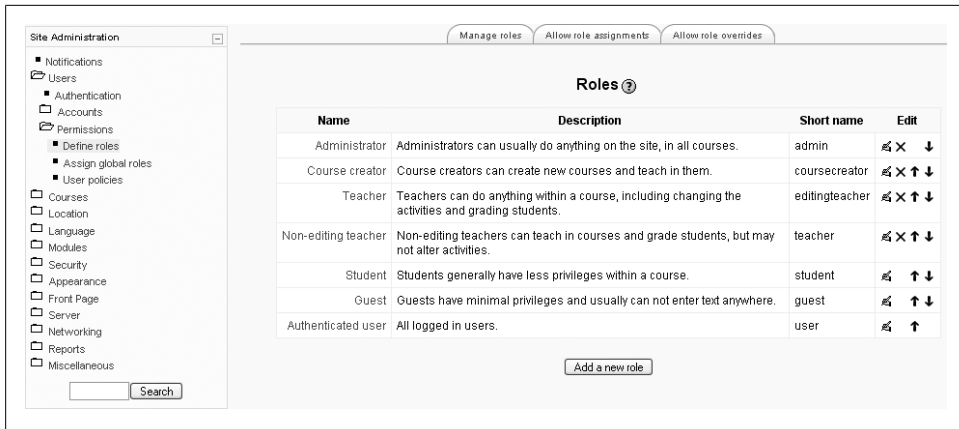 Site Administration
Notifications
Users
Authentication
Accounts
Permissions
Define roles
Assign global roles
User policies
Courses
Location
Language
Modules
Security
Appearance
Front Page
Server
Networking
Reports
Miscellaneous
Search
Manage roles Allow role assignments Allow role overrides
Roles ?
Name Description Short name Edit
Administrator Administrators can usually do anything on the site, in all courses. admin
Course creator Course creators can create new courses and teach in them. coursecreator
Teacher Teachers can do anything within a course, including changing the editingteacher
activities and grading students.
Non-editing teacher Non-editing teachers can teach in courses and grade students, but may teacher
not alter activities.
Student Students generally have less privileges within a course. student
Guest Guests have minimal privileges and usually can not enter text anywhere. guest
Authenticated user All logged in users. user
Add a new role